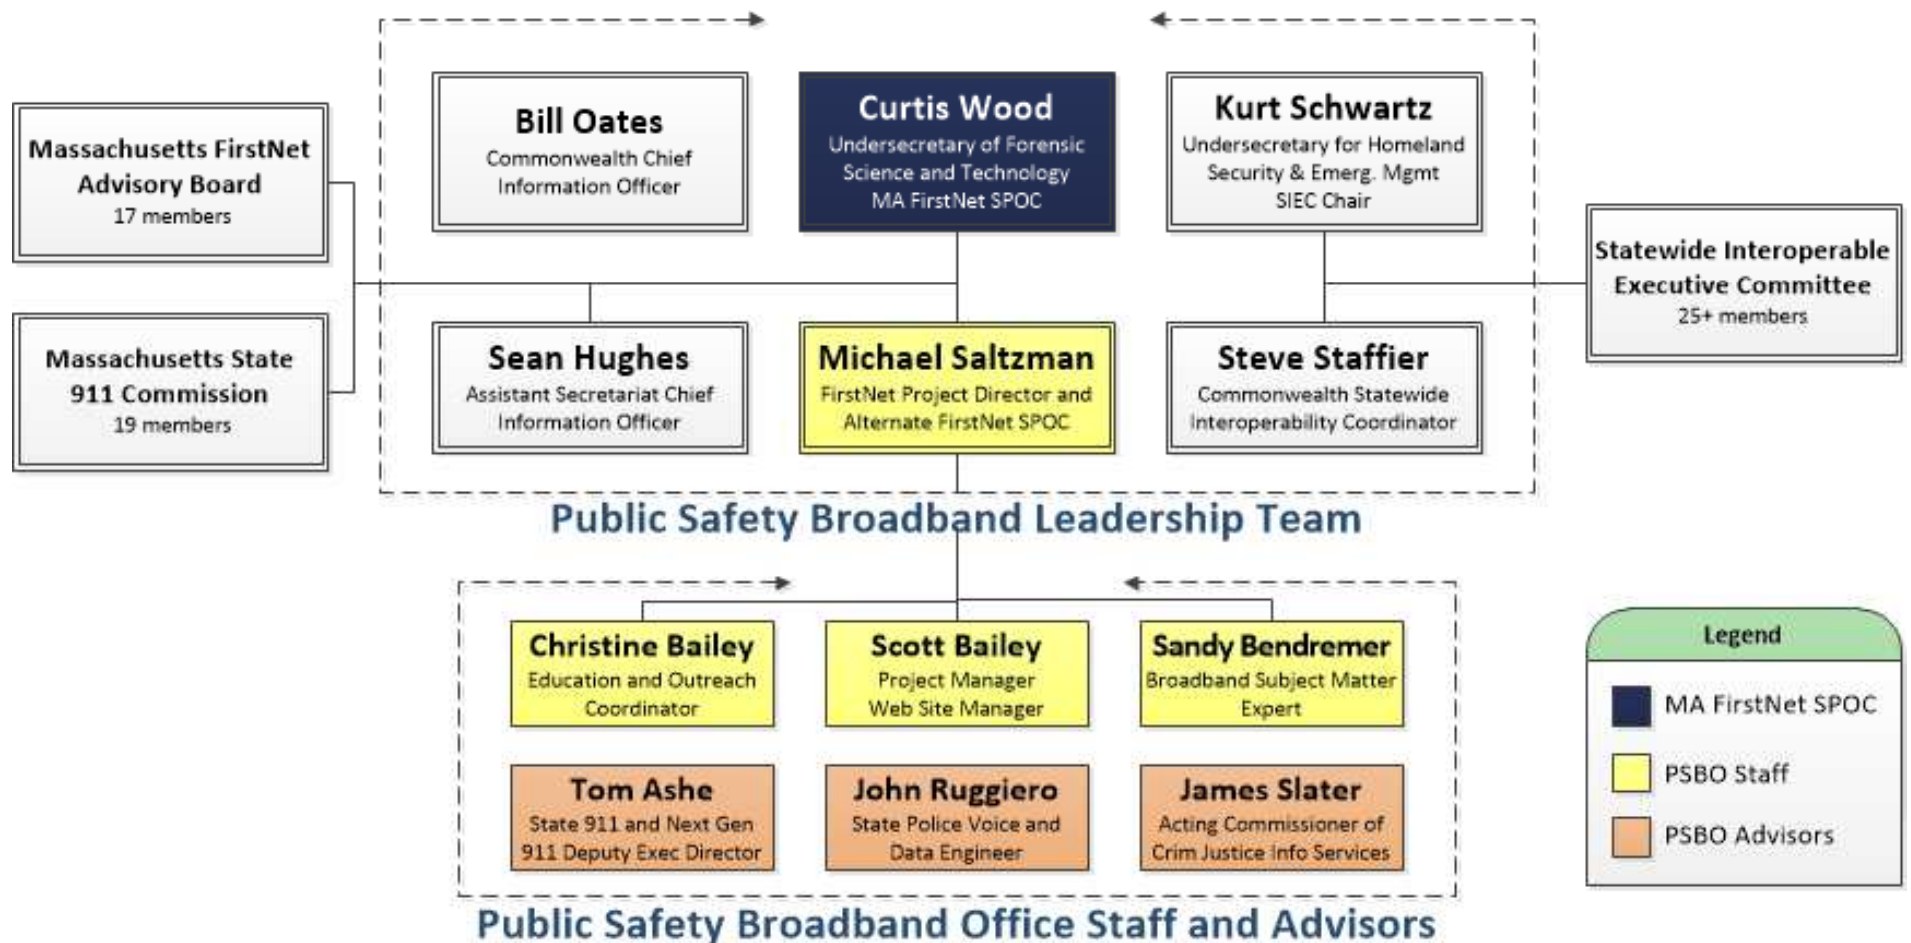 Massachusetts FirstNet
Advisory Board
17 members
Massachusetts State
911 Commission
19 members
Bill Oates
Commonwealth Chief
Information Officer
Curtis Wood
Undersecretary of Forensic
Science and Technology
MA FirstNet SPOC
Kurt Schwartz
Undersecretary for Homeland
Security & Emerg. Mgmt
SIEC Chair
Statewide Interoperable
Executive Committee
25+ members
Sean Hughes
Assistant Secretariat Chief
Information Officer
Michael Saltzman
FirstNet Project Director and
Alternate FirstNet SPOC
Steve Staffier
Commonwealth Statewide
Interoperability Coordinator
Public Safety Broadband Leadership Team
Christine Bailey
Education and Outreach
Coordinator
Scott Bailey
Project Manager
Web Site Manager
Sandy Bendremer
Broadband Subject Matter
Expert
Tom Ashe
State 911 and Next Gen
911 Deputy Exec Director
John Ruggiero
State Police Voice and
Data Engineer
James Slater
Acting Commissioner of
Crim Justice Info Services
Public Safety Broadband Office Staff and Advisors
Legend
MA FirstNet SPOC
PSBO Staff
PSBO Advisors